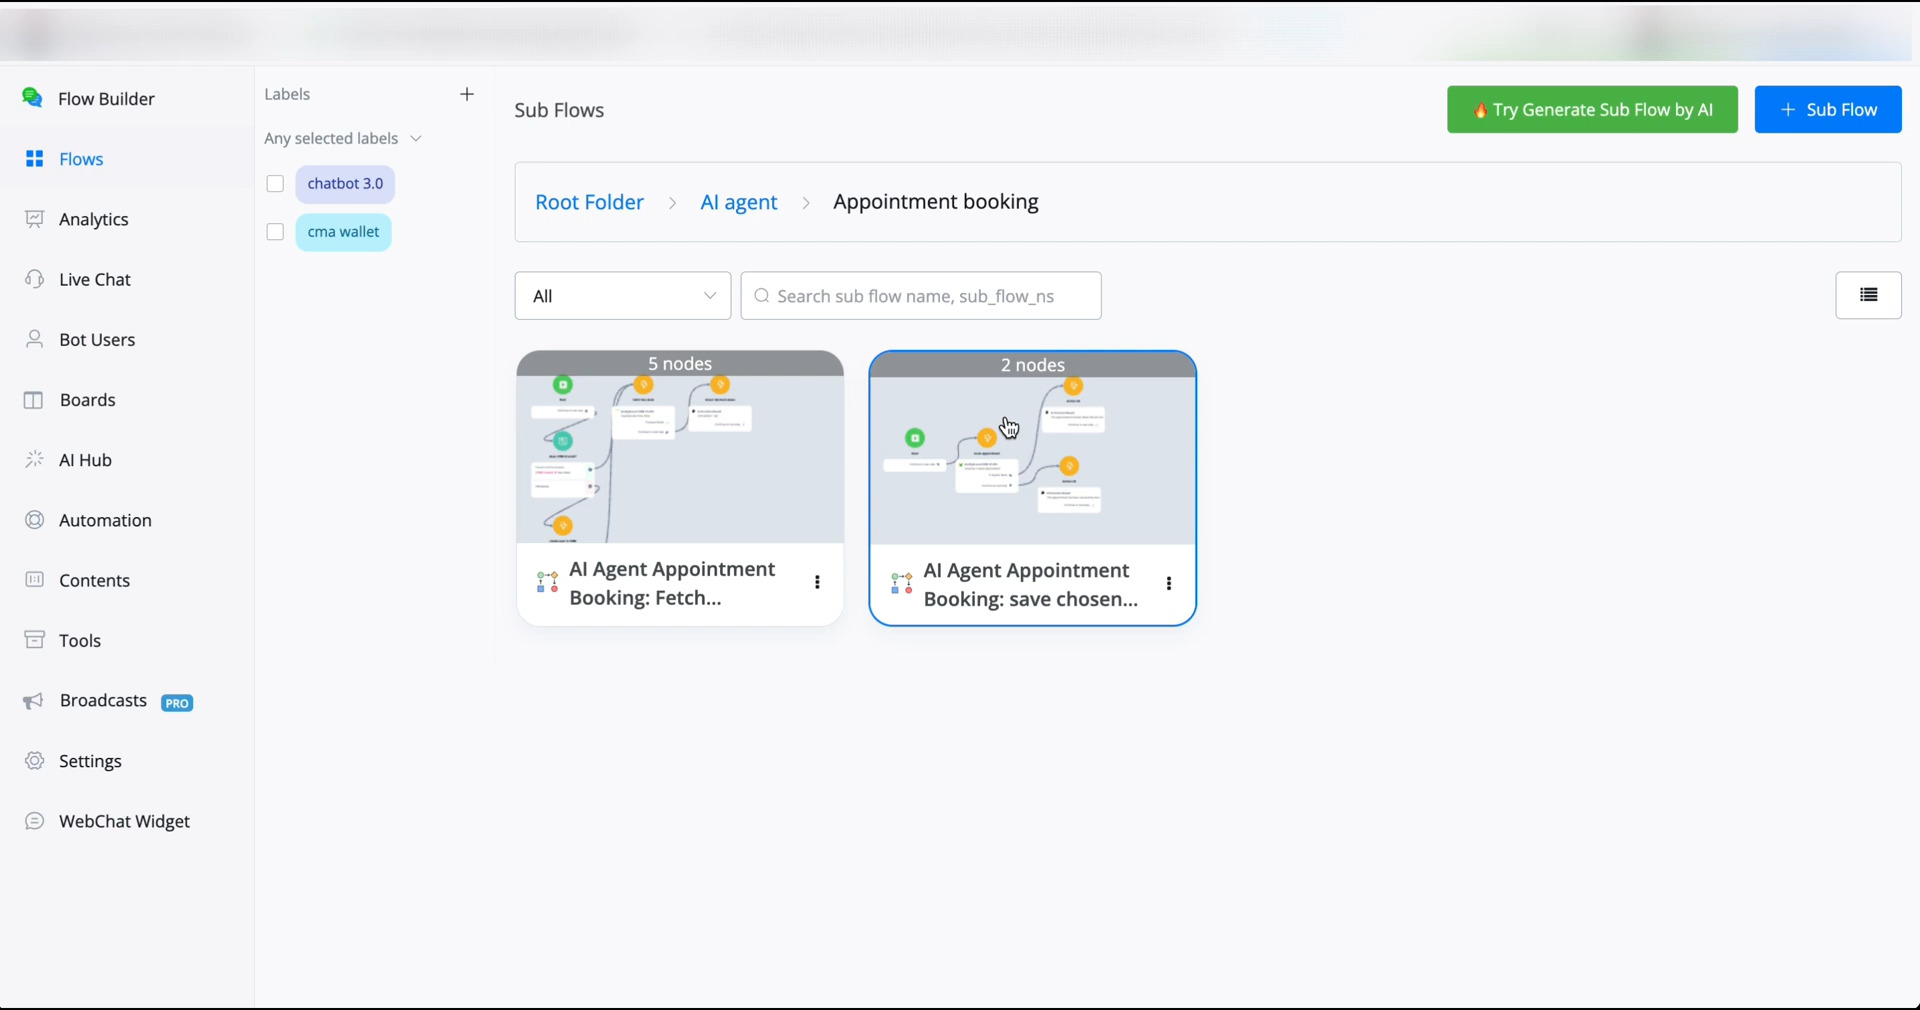 Flow Builder
Flows
Analytics
Live Chat
Bot Users
Boards
AI Hub
Automation
Contents
Tools
Broadcasts PRO
Settings
WebChat Widget
Labels
Any selected labels
chatbot 3.0
cma wallet
Sub Flows
🔥 Try Generate Sub Flow by AI
+ Sub Flow
Root Folder > AI agent > Appointment booking
All
Search sub flow name, sub_flow_ns
5 nodes
AI Agent Appointment
Booking: Fetch...
2 nodes
AI Agent Appointment
Booking: save chosen...